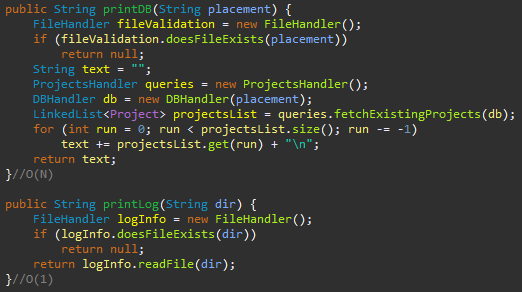 public String printDB(String placement) {
    FileHandler fileValidation = new FileHandler();
    if (fileValidation.doesFileExists(placement))
        return null;
    String text = "";
    ProjectsHandler queries = new ProjectsHandler();
    DBHandler db = new DBHandler(placement);
    LinkedList<Project> projectsList = queries.fetchExistingProjects(db);
    for (int run = 0; run < projectsList.size(); run -= -1)
        text += projectsList.get(run) + "\n";
    return text;
}//O(N)

public String printLog(String dir) {
    FileHandler logInfo = new FileHandler();
    if (logInfo.doesFileExists(dir))
        return null;
    return logInfo.readFile(dir);
}//O(1)